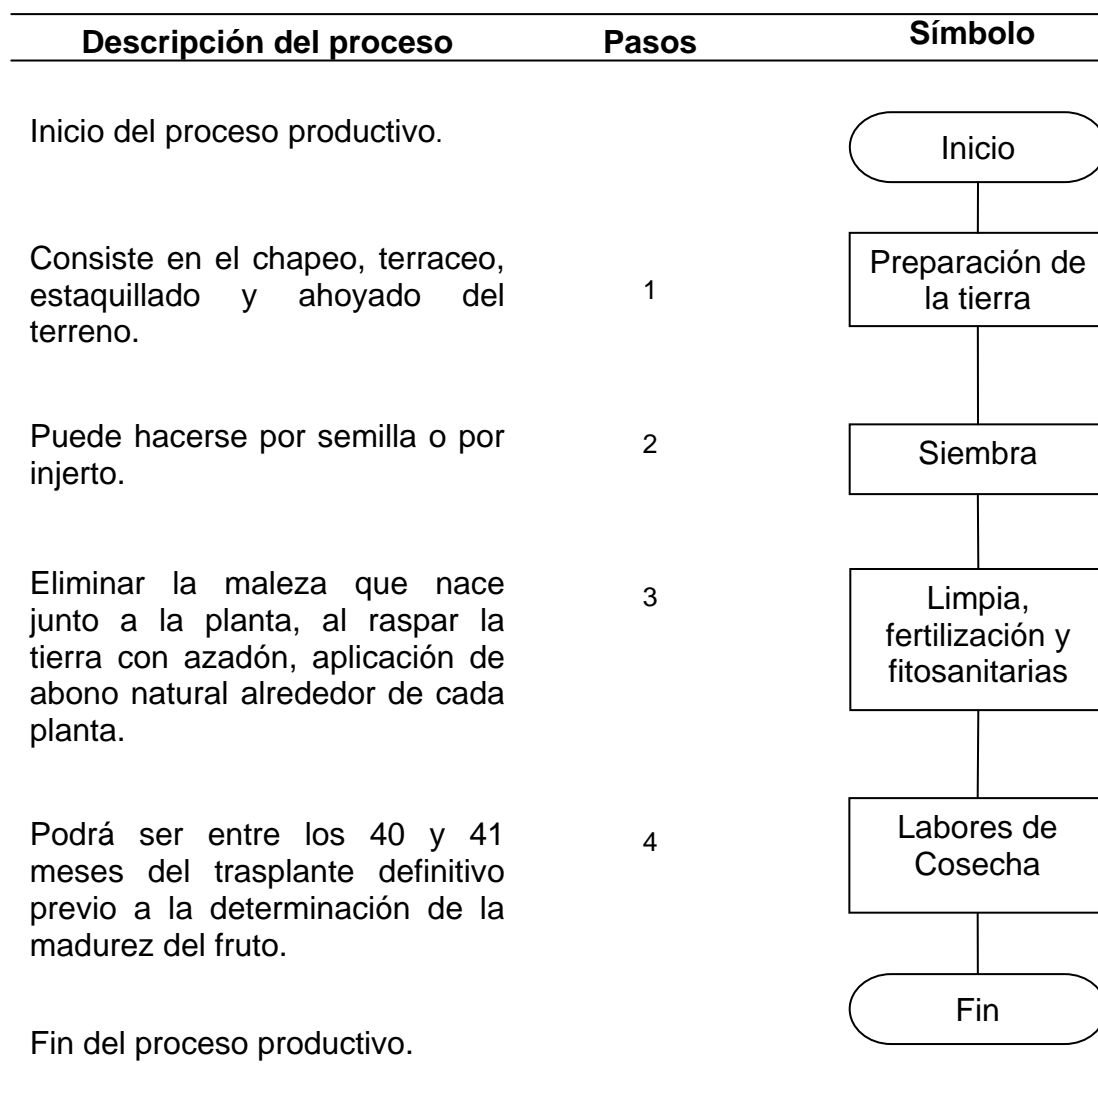 Descripción del proceso Pasos Símbolo
Inicio del proceso productivo.
Inicio
Consiste en el chapeo, terraceo,
estaquillado y ahoyado del
terreno.
1
Preparación de
la tierra
Puede hacerse por semilla o por
injerto.
2
Siembra
Eliminar la maleza que nace
junto a la planta, al raspar la
tierra con azadón, aplicación de
abono natural alrededor de cada
planta.
3
Limpia,
fertilización y
fitosanitarias
Podrá ser entre los 40 y 41
meses del trasplante definitivo
previo a la determinación de la
madurez del fruto.
4
Labores de
Cosecha
Fin
Fin del proceso productivo.